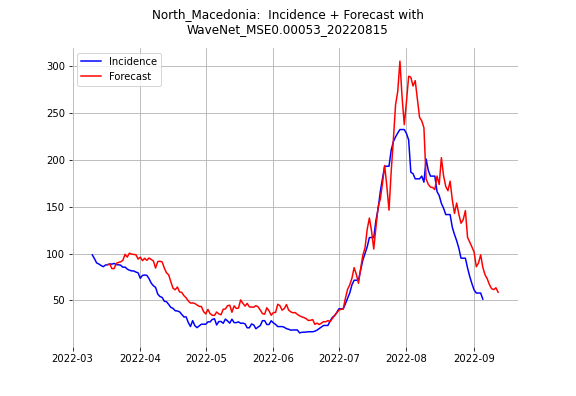 North_Macedonia:  Incidence + Forecast with
WaveNet_MSE0.00053_20220815
Incidence
Forecast
300
250
200
150
100
50
2022-03 2022-04 2022-05 2022-06 2022-07 2022-08 2022-09